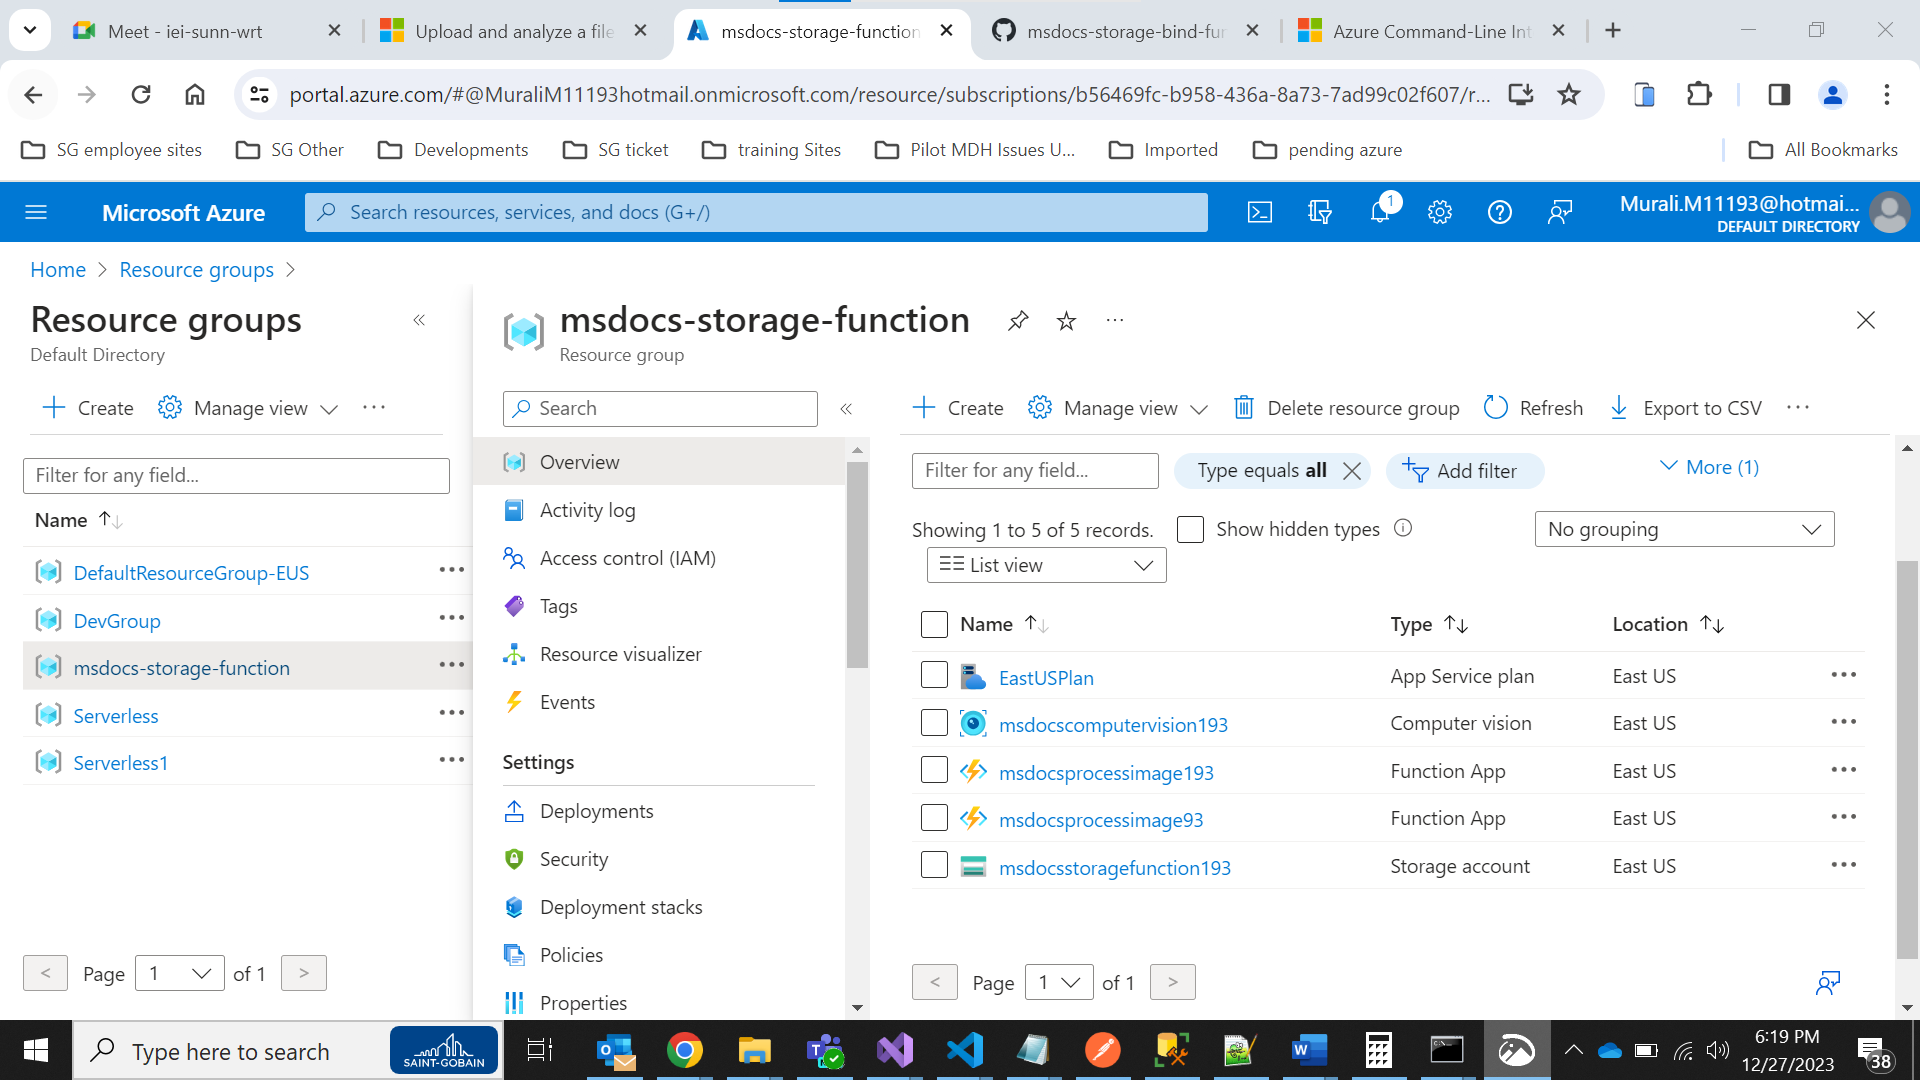 Meet - iei-sunn-wrt
Upload and analyze a file
msdocs-storage-function
msdocs-storage-bind-fun
Azure Command-Line Int
portal.azure.com/#@MuraliM11193hotmail.onmicrosoft.com/resource/subscriptions/b56469fc-b958-436a-8a73-7ad99c02f607/r...
SG employee sites
SG Other
Developments
SG ticket
training Sites
Pilot MDH Issues U...
Imported
pending azure
All Bookmarks
Microsoft Azure
Search resources, services, and docs (G+/)
1
Murali.M11193@hotmai...
DEFAULT DIRECTORY
Home > Resource groups >
Resource groups
Default Directory
«
Create
Manage view
...
Filter for any field...
Name ↑↓
DefaultResourceGroup-EUS ...
DevGroup ...
msdocs-storage-function ...
Serverless ...
Serverless1 ...
< Page 1 of 1 >
msdocs-storage-function ...
Resource group
Search
«
Overview
Activity log
Access control (IAM)
Tags
Resource visualizer
Events
Settings
Deployments
Security
Deployment stacks
Policies
Properties
Create
Manage view
Delete resource group
Refresh
Export to CSV
...
Filter for any field...
Type equals all
Add filter
More (1)
Showing 1 to 5 of 5 records.
Show hidden types
No grouping
List view
Name ↑↓ Type ↑↓ Location ↑↓
EastUSPlan App Service plan East US ...
msdocscomputervision193 Computer vision East US ...
msdocsprocessimage193 Function App East US ...
msdocsprocessimage93 Function App East US ...
msdocsstoragefunction193 Storage account East US ...
< Page 1 of 1 >
Type here to search
SAINT-GOBAIN
6:19 PM
12/27/2023
38